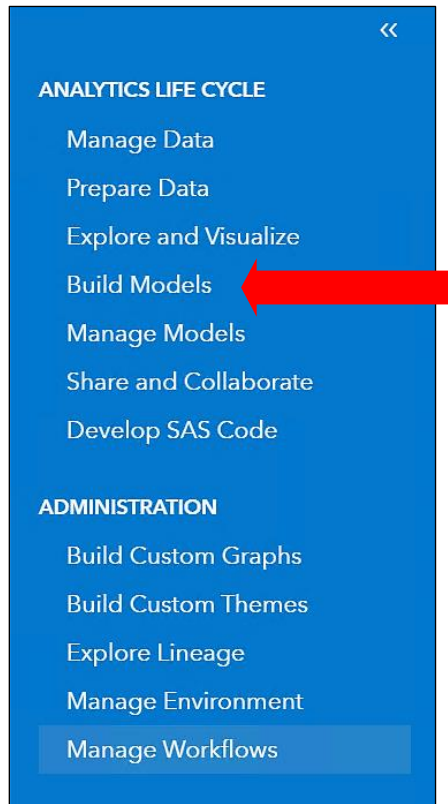 ANALYTICS LIFE CYCLE
Manage Data
Prepare Data
Explore and Visualize
Build Models
Manage Models
Share and Collaborate
Develop SAS Code
ADMINISTRATION
Build Custom Graphs
Build Custom Themes
Explore Lineage
Manage Environment
Manage Workflows